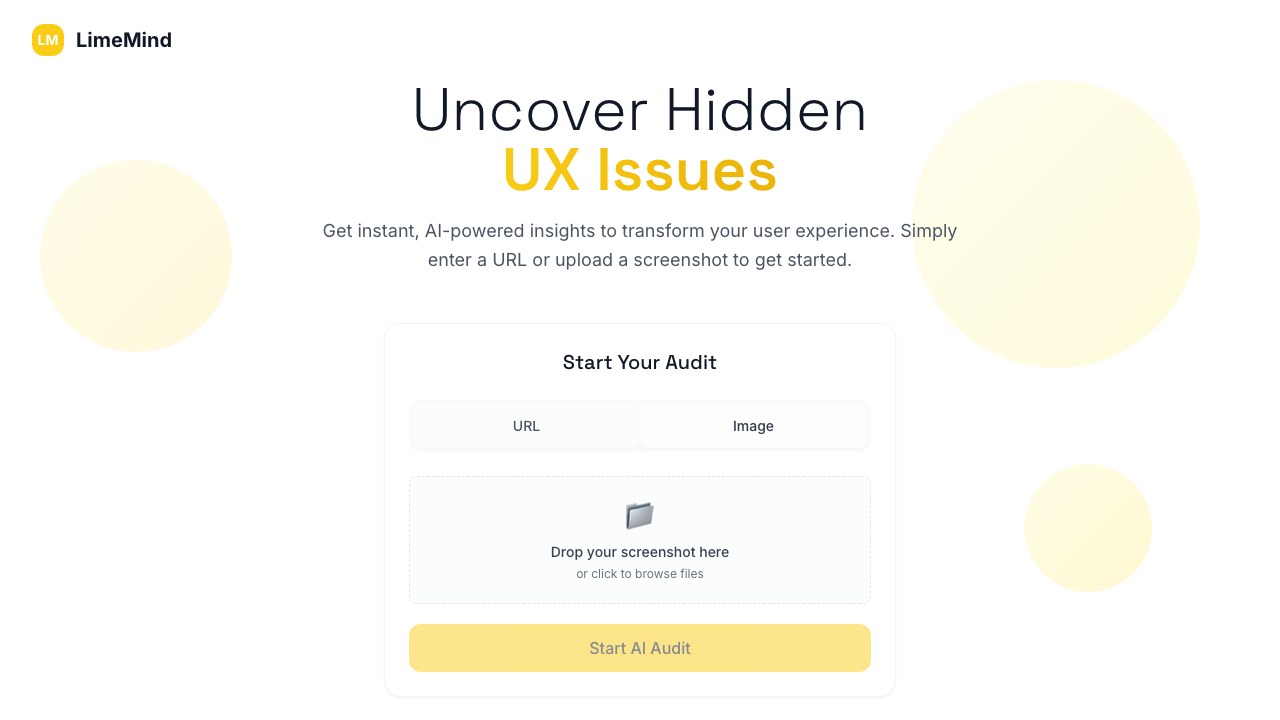 LM
LimeMind
Uncover Hidden
UX Issues
Get instant, AI-powered insights to transform your user experience. Simply
enter a URL or upload a screenshot to get started.
Start Your Audit
URL
Image
Drop your screenshot here
or click to browse files
Start AI Audit